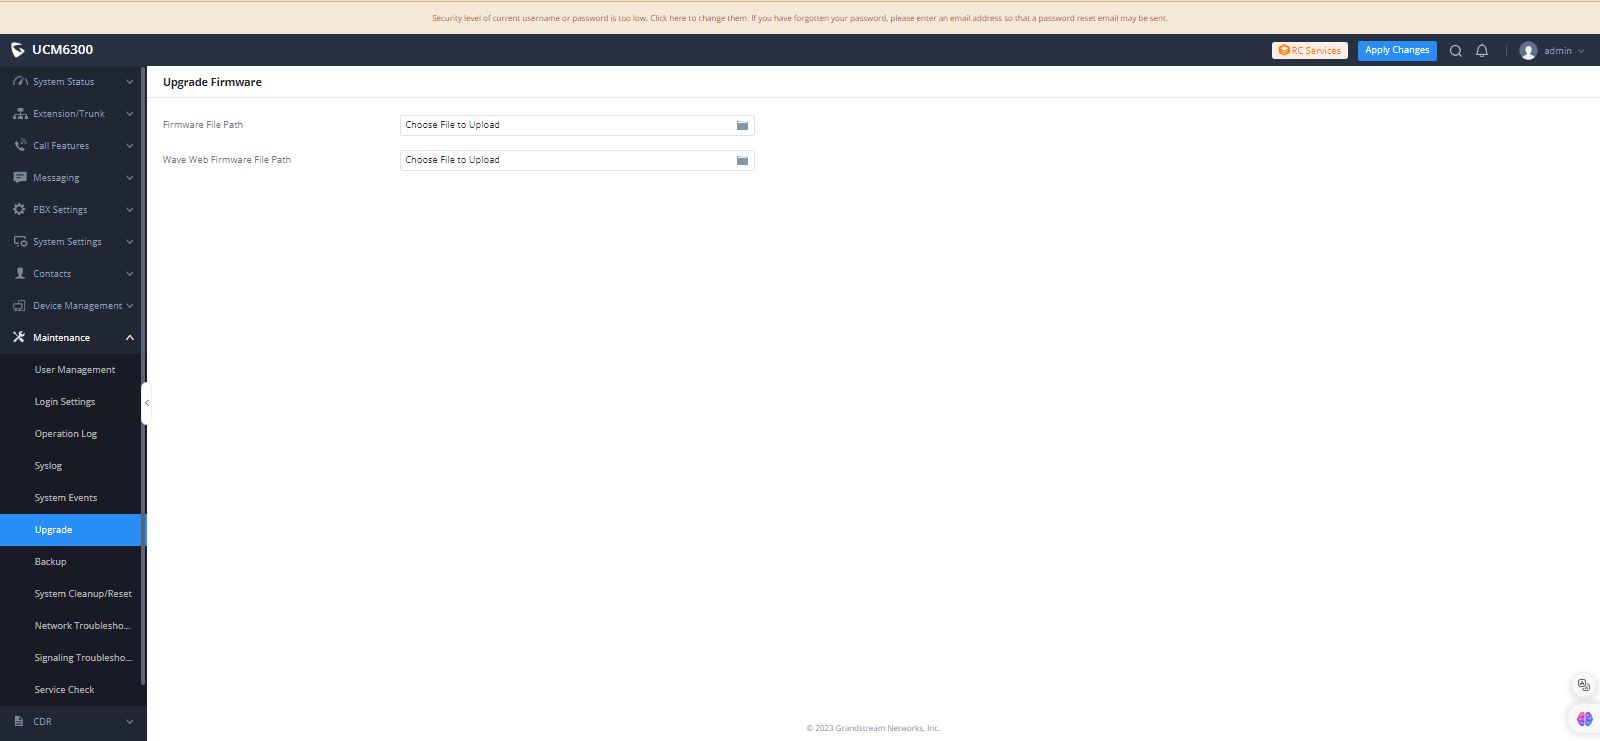 Security level of current username or password is too low. Click here to change them. If you have forgotten your password, please enter an email address so that a password reset email may be sent.
UCM6300
RC Services
Apply Changes
admin
System Status
Extension/Trunk
Call Features
Messaging
PBX Settings
System Settings
Contacts
Device Management
Maintenance
User Management
Login Settings
Operation Log
Syslog
System Events
Upgrade
Backup
System Cleanup/Reset
Network Troublesho...
Signaling Troublesho...
Service Check
CDR
Upgrade Firmware
Firmware File Path
Choose File to Upload
Wave Web Firmware File Path
Choose File to Upload
© 2023 Grandstream Networks, Inc.